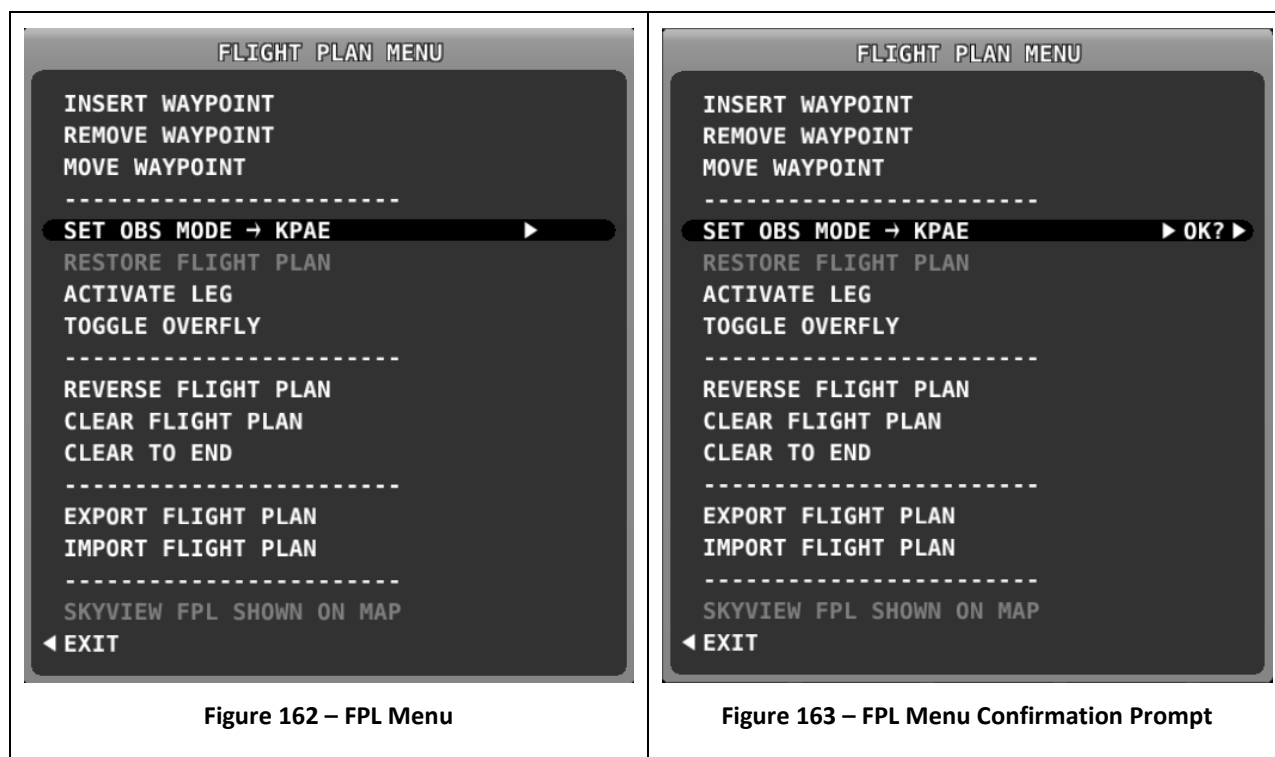 FLIGHT PLAN MENU
INSERT WAYPOINT
REMOVE WAYPOINT
MOVE WAYPOINT
------------------------
SET OBS MODE → KPAE ▶
RESTORE FLIGHT PLAN
ACTIVATE LEG
TOGGLE OVERFLY
------------------------
REVERSE FLIGHT PLAN
CLEAR FLIGHT PLAN
CLEAR TO END
------------------------
EXPORT FLIGHT PLAN
IMPORT FLIGHT PLAN
------------------------
SKYVIEW FPL SHOWN ON MAP
◀ EXIT
Figure 162 – FPL Menu
FLIGHT PLAN MENU
INSERT WAYPOINT
REMOVE WAYPOINT
MOVE WAYPOINT
------------------------
SET OBS MODE → KPAE ▶ OK? ▶
RESTORE FLIGHT PLAN
ACTIVATE LEG
TOGGLE OVERFLY
------------------------
REVERSE FLIGHT PLAN
CLEAR FLIGHT PLAN
CLEAR TO END
------------------------
EXPORT FLIGHT PLAN
IMPORT FLIGHT PLAN
------------------------
SKYVIEW FPL SHOWN ON MAP
◀ EXIT
Figure 163 – FPL Menu Confirmation Prompt